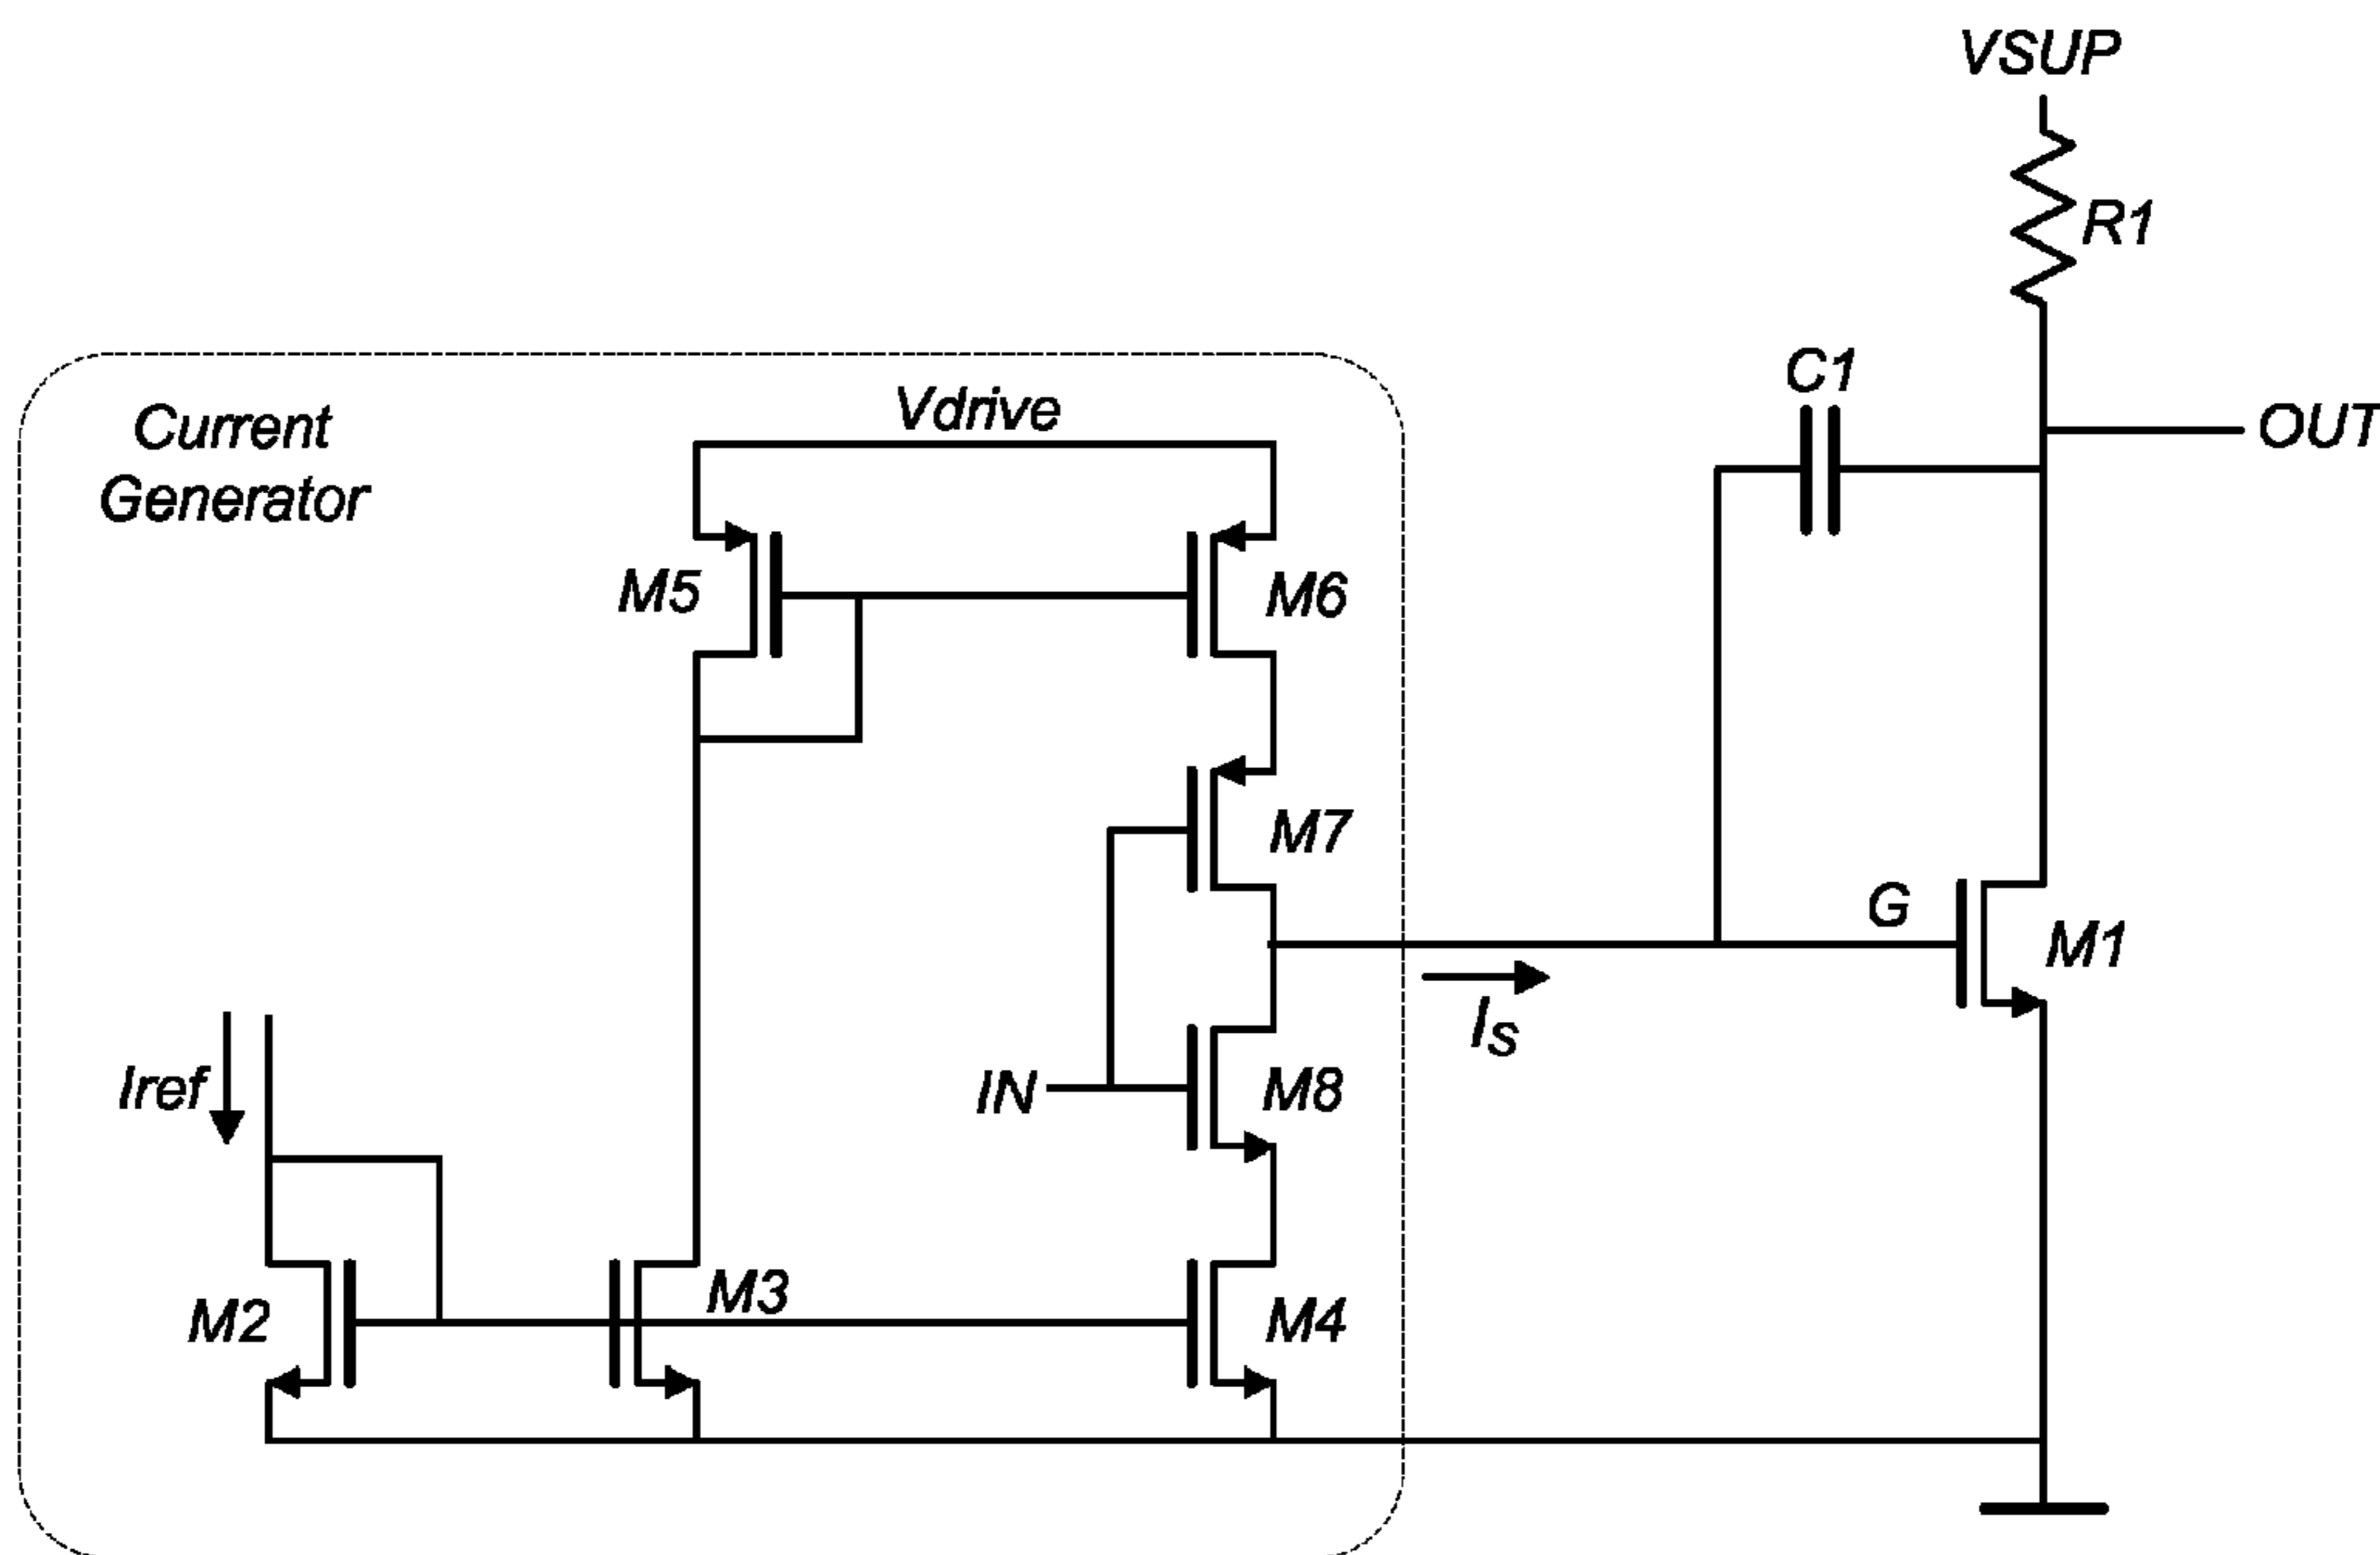 VSUP
R1
C1
OUT
Current
Generator
Vdrive
M5
M6
M7
G
M1
IS
Iref
IN
M8
M2
M3
M4